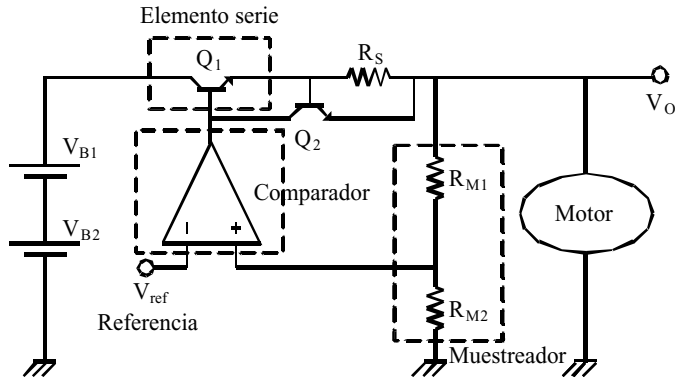 Elemento serie
Q1
RS
VO
Q2
VB1
Comparador
RM1
Motor
VB2
- +
Vref
Referencia
RM2
Muestreador